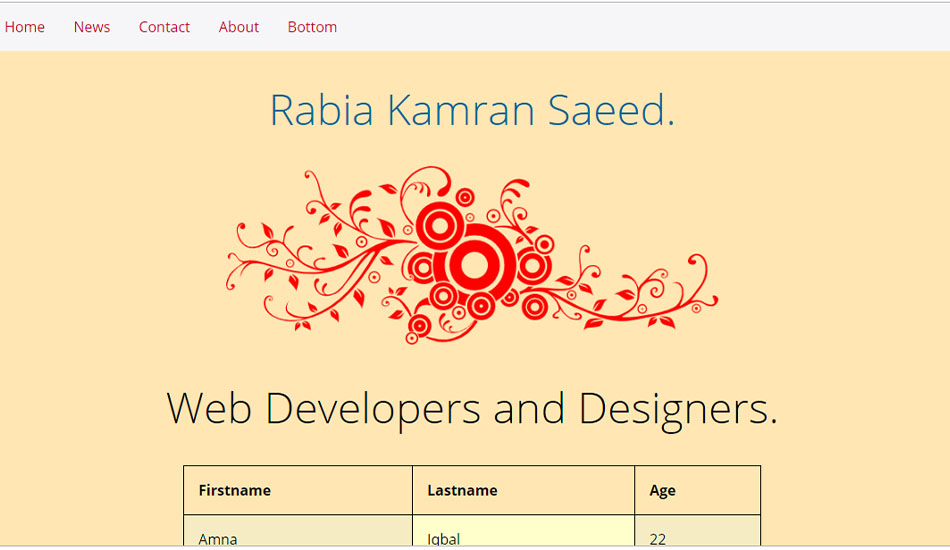 Home News Contact About Bottom
Rabia Kamran Saeed.
Web Developers and Designers.
Firstname Lastname Age
Amna Iqbal 22